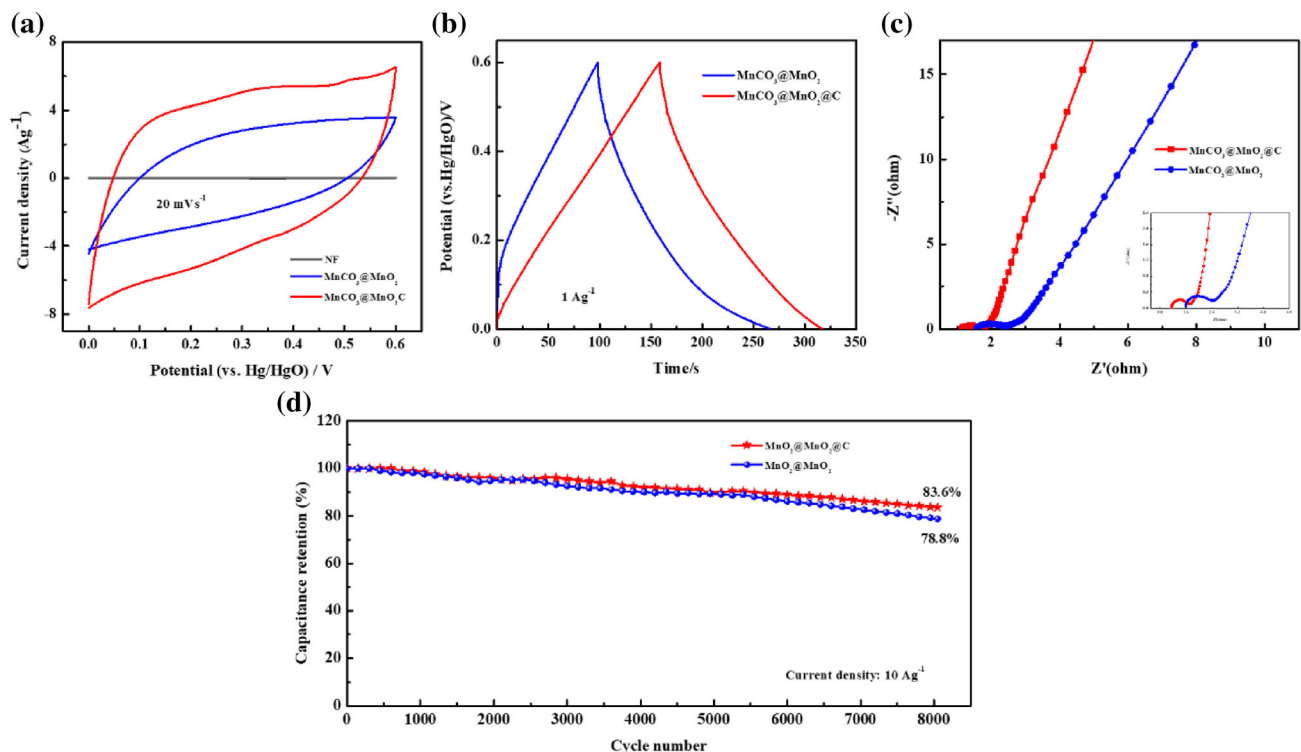 (a)
8
4
0
-4
-8
Current density (Ag⁻¹)
20 mVs⁻¹
NF
MnCO₃@MnO₂
MnCO₃@MnO₂C
0.0 0.1 0.2 0.3 0.4 0.5 0.6
Potential (vs. Hg/HgO) / V
(b)
0.6
0.4
0.2
0.0
Potential (vs.Hg/HgO)/V
MnCO₃@MnO₂
MnCO₃@MnO₂@C
1 Ag⁻¹
0 50 100 150 200 250 300 350
Time/s
(c)
15
10
5
0
-Z''(ohm)
MnCO₃@MnO₂@C
MnCO₃@MnO₂
2 4 6 8 10
Z'(ohm)
(d)
120
100
80
60
40
20
0
Capacitance retention (%)
MnO₂@MnO₂@C
MnO₂@MnO₂
83.6%
78.8%
Current density: 10 Ag⁻¹
0 1000 2000 3000 4000 5000 6000 7000 8000
Cycle number